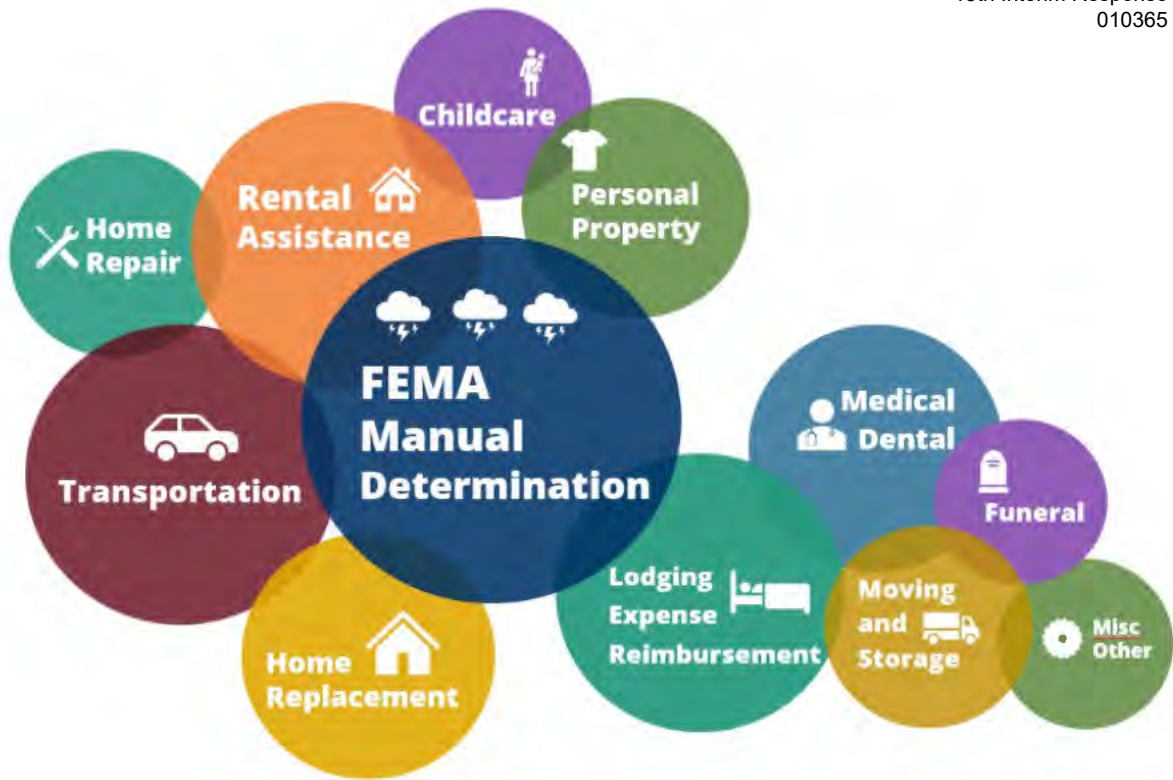 010365
Childcare
Personal
Property
Rental
Assistance
Home
Repair
FEMA
Manual
Determination
Transportation
Medical
Dental
Funeral
Home
Replacement
Lodging
Expense
Reimbursement
Moving
and
Storage
Misc
Other